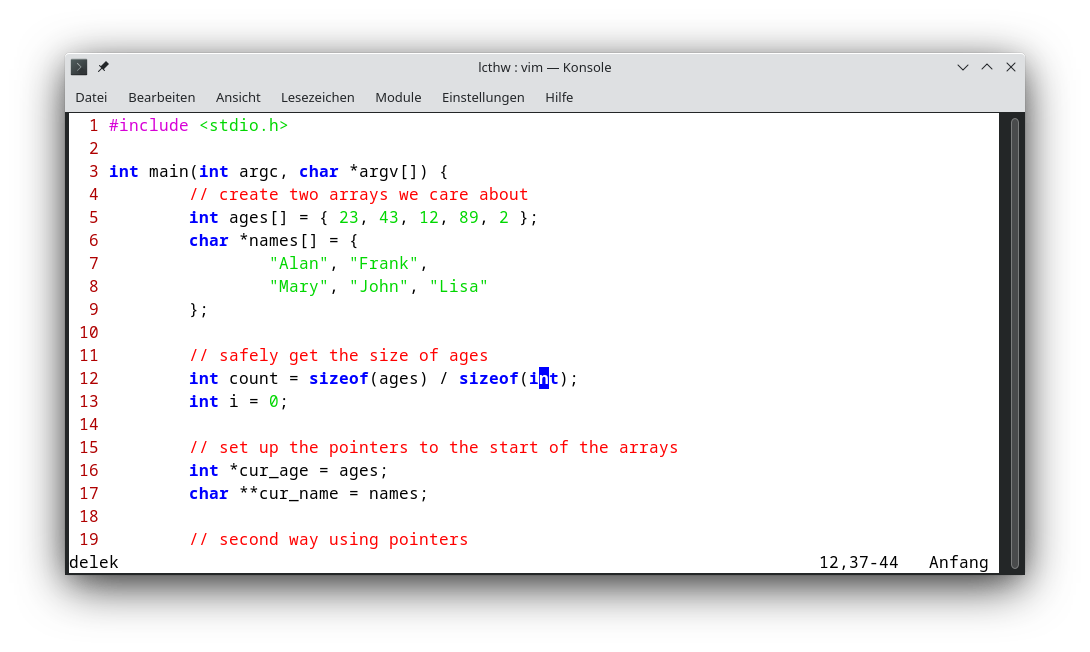 lcthw : vim — Konsole
Datei Bearbeiten Ansicht Lesezeichen Module Einstellungen Hilfe
1 #include <stdio.h>
2
3 int main(int argc, char *argv[]) {
4         // create two arrays we care about
5         int ages[] = { 23, 43, 12, 89, 2 };
6         char *names[] = {
7                 "Alan", "Frank",
8                 "Mary", "John", "Lisa"
9         };
10
11         // safely get the size of ages
12         int count = sizeof(ages) / sizeof(int);
13         int i = 0;
14
15         // set up the pointers to the start of the arrays
16         int *cur_age = ages;
17         char **cur_name = names;
18
19         // second way using pointers
delek 12,37-44 Anfang